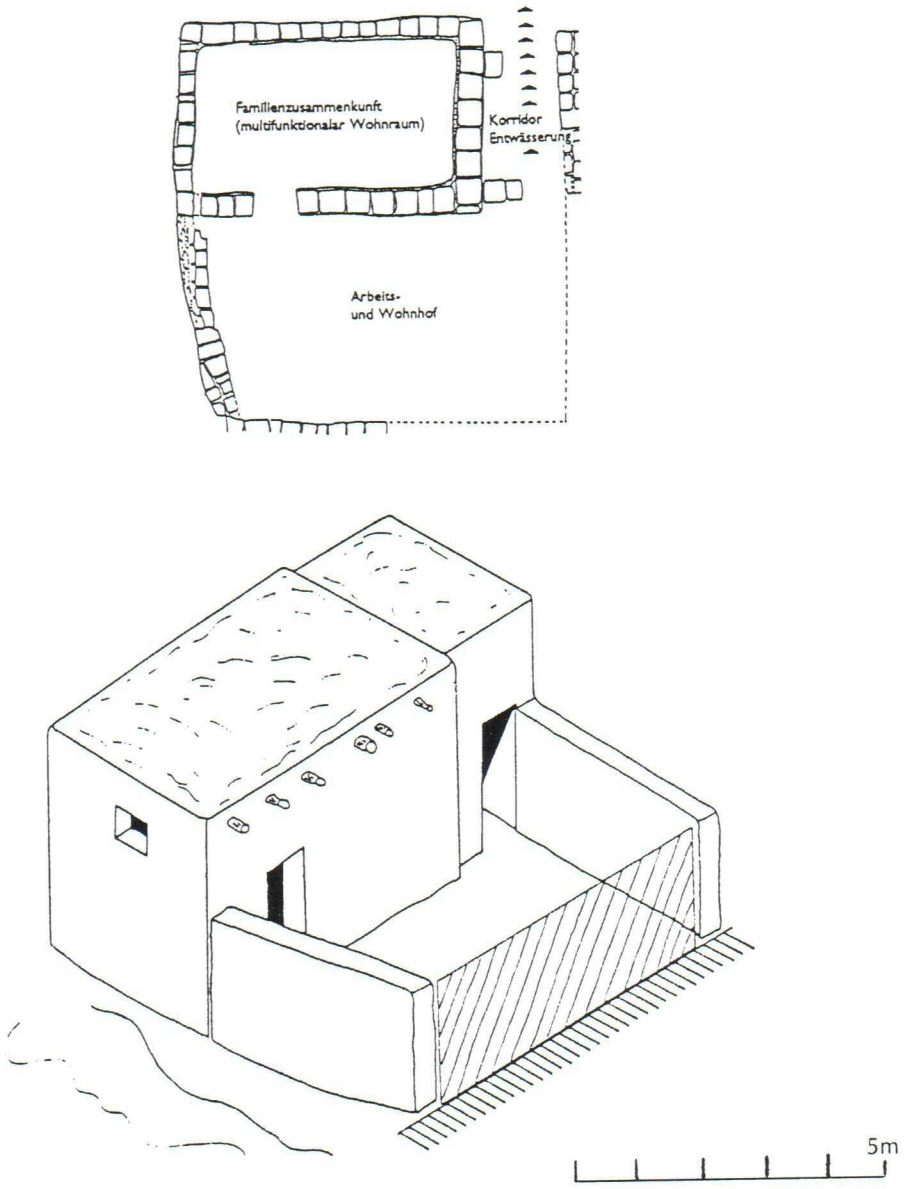 Familienzusammenkunft
(multifunktionalar Wohnraum)
Korridor
Entwässerung
Arbeits-
und Wohnhof
5m